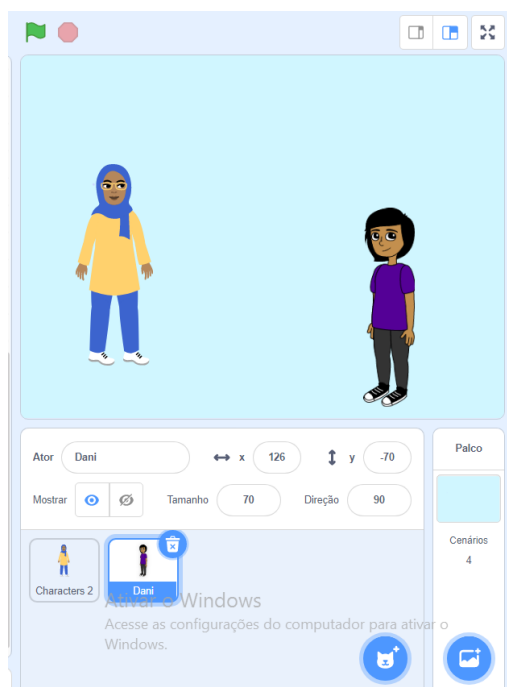 Ator Dani x 126 y -70
Mostrar Tamanho 70 Direção 90
Palco
Cenários
4
Characters 2
Dani
Ativar o Windows
Acesse as configurações do computador para ativar o
Windows.